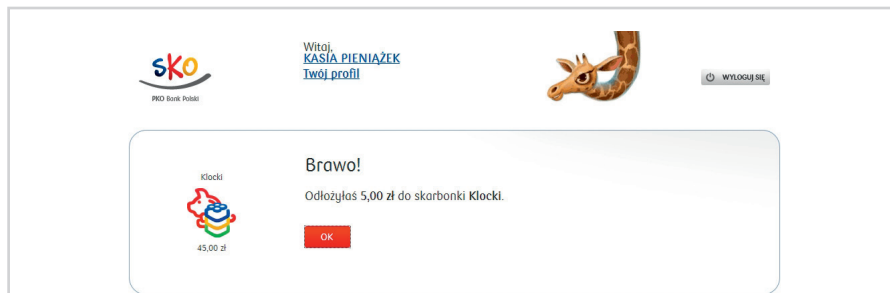 Witaj,
KASIA PIENIĄŻEK
Twój profil
sko
PKO Bank Polski
WYLOGUJ SIĘ
Klocki
45,00 zł
Brawo!
Odłożyłaś 5,00 zł do skarbonki Klocki.
OK